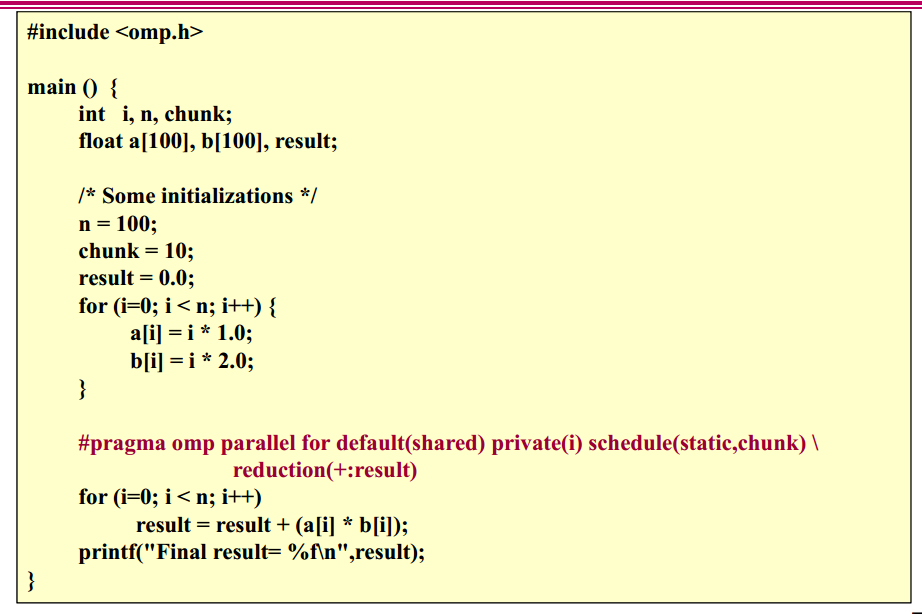 #include <omp.h>
main () {
int i, n, chunk;
float a[100], b[100], result;
/* Some initializations */
n = 100;
chunk = 10;
result = 0.0;
for (i=0; i < n; i++) {
a[i] = i * 1.0;
b[i] = i * 2.0;
}
#pragma omp parallel for default(shared) private(i) schedule(static,chunk) \
reduction(+:result)
for (i=0; i < n; i++)
result = result + (a[i] * b[i]);
printf("Final result= %f\n",result);
}